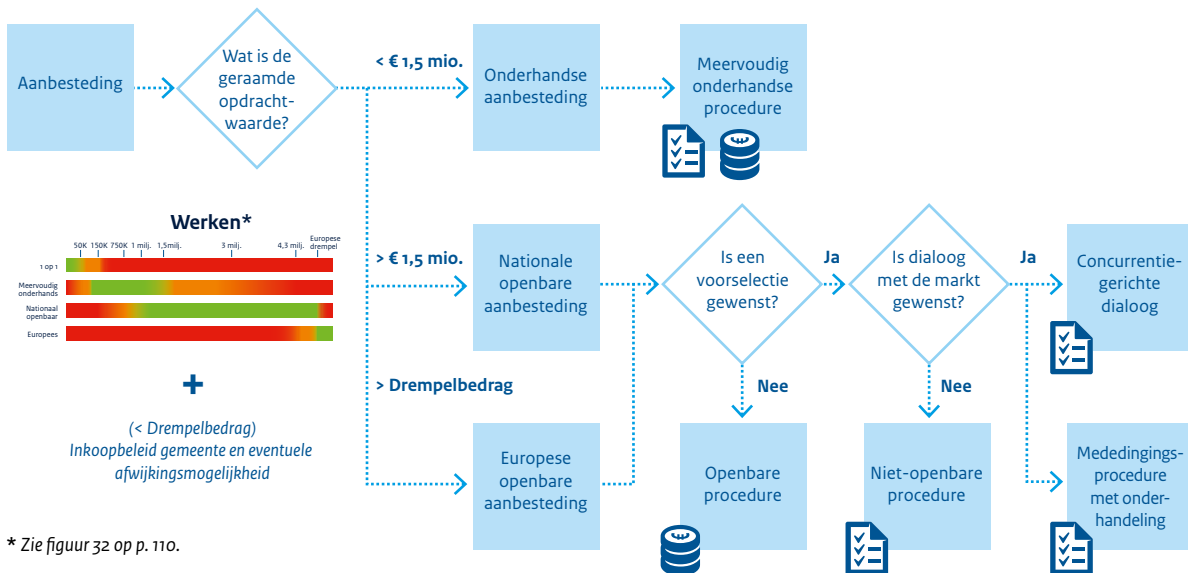 Aanbesteding
Wat is de
geraamde
opdracht-
waarde?
< € 1,5 mio.
Onderhandse
aanbesteding
Meervoudig
onderhandse
procedure
Werken*
50K 150K 750K 1 milj. 1,5milj. 3 milj. 4,3 milj. Europese
drempel
1 op 1
Meervoudig
onderhands
Nationaal
openbaar
Europees
+
(< Drempelbedrag)
Inkoopbeleid gemeente en eventuele
afwijkingsmogelijkheid
> € 1,5 mio.
Nationale
openbare
aanbesteding
Is een
voorselectie
gewenst?
Ja
Is dialoog
met de markt
gewenst?
Ja
Concurrentie-
gerichte
dialoog
> Drempelbedrag
Nee
Nee
Europese
openbare
aanbesteding
Openbare
procedure
Niet-openbare
procedure
Mededingings-
procedure
met onder-
handeling
* Zie figuur 32 op p. 110.